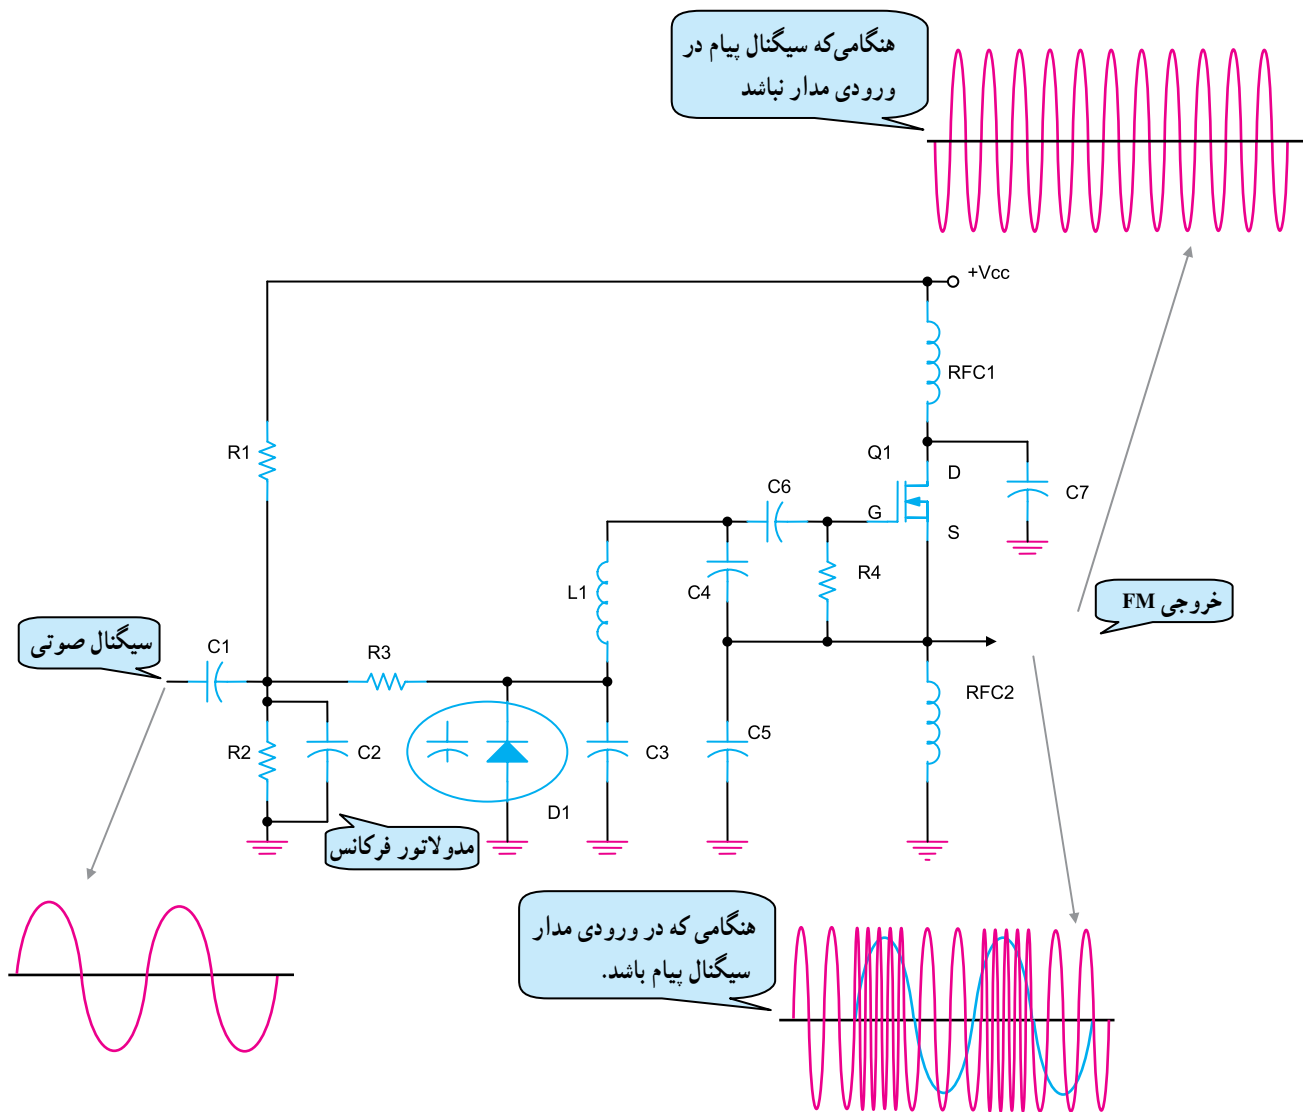 هنگامی‌که سیگنال پیام در
ورودی مدار نباشد
+Vcc
RFC1
R1
Q1
D
C6
C7
G
S
R4
L1
C4
خروجی FM
سیگنال صوتی
C1
R3
RFC2
R2
C2
C3
C5
D1
مدولاتور فرکانس
هنگامی که در ورودی مدار
سیگنال پیام باشد.